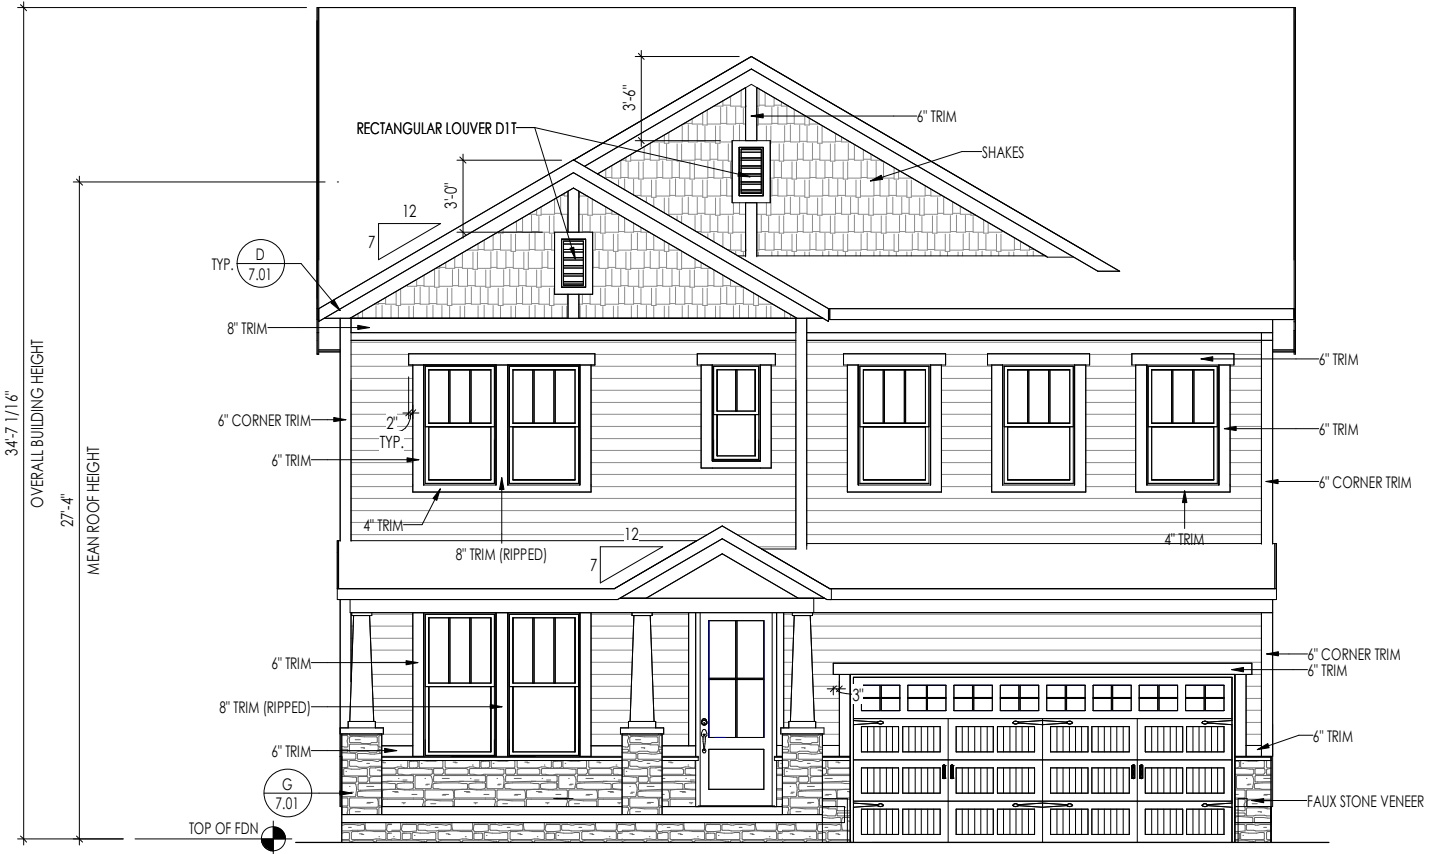 3'-6"
6" TRIM
RECTANGULAR LOUVER D1T
SHAKES
3'-0"
12
7
D
TYP.
7.01
8" TRIM
34'-7 1/16"
OVERALL BUILDING HEIGHT
27'-4"
MEAN ROOF HEIGHT
6" TRIM
6" CORNER TRIM
2"
TYP.
6" TRIM
6" TRIM
6" CORNER TRIM
4" TRIM
12
4" TRIM
8" TRIM (RIPPED)
7
6" TRIM
6" CORNER TRIM
6" TRIM
3"
8" TRIM (RIPPED)
6" TRIM
6" TRIM
G
7.01
FAUX STONE VENEER
TOP OF FDN